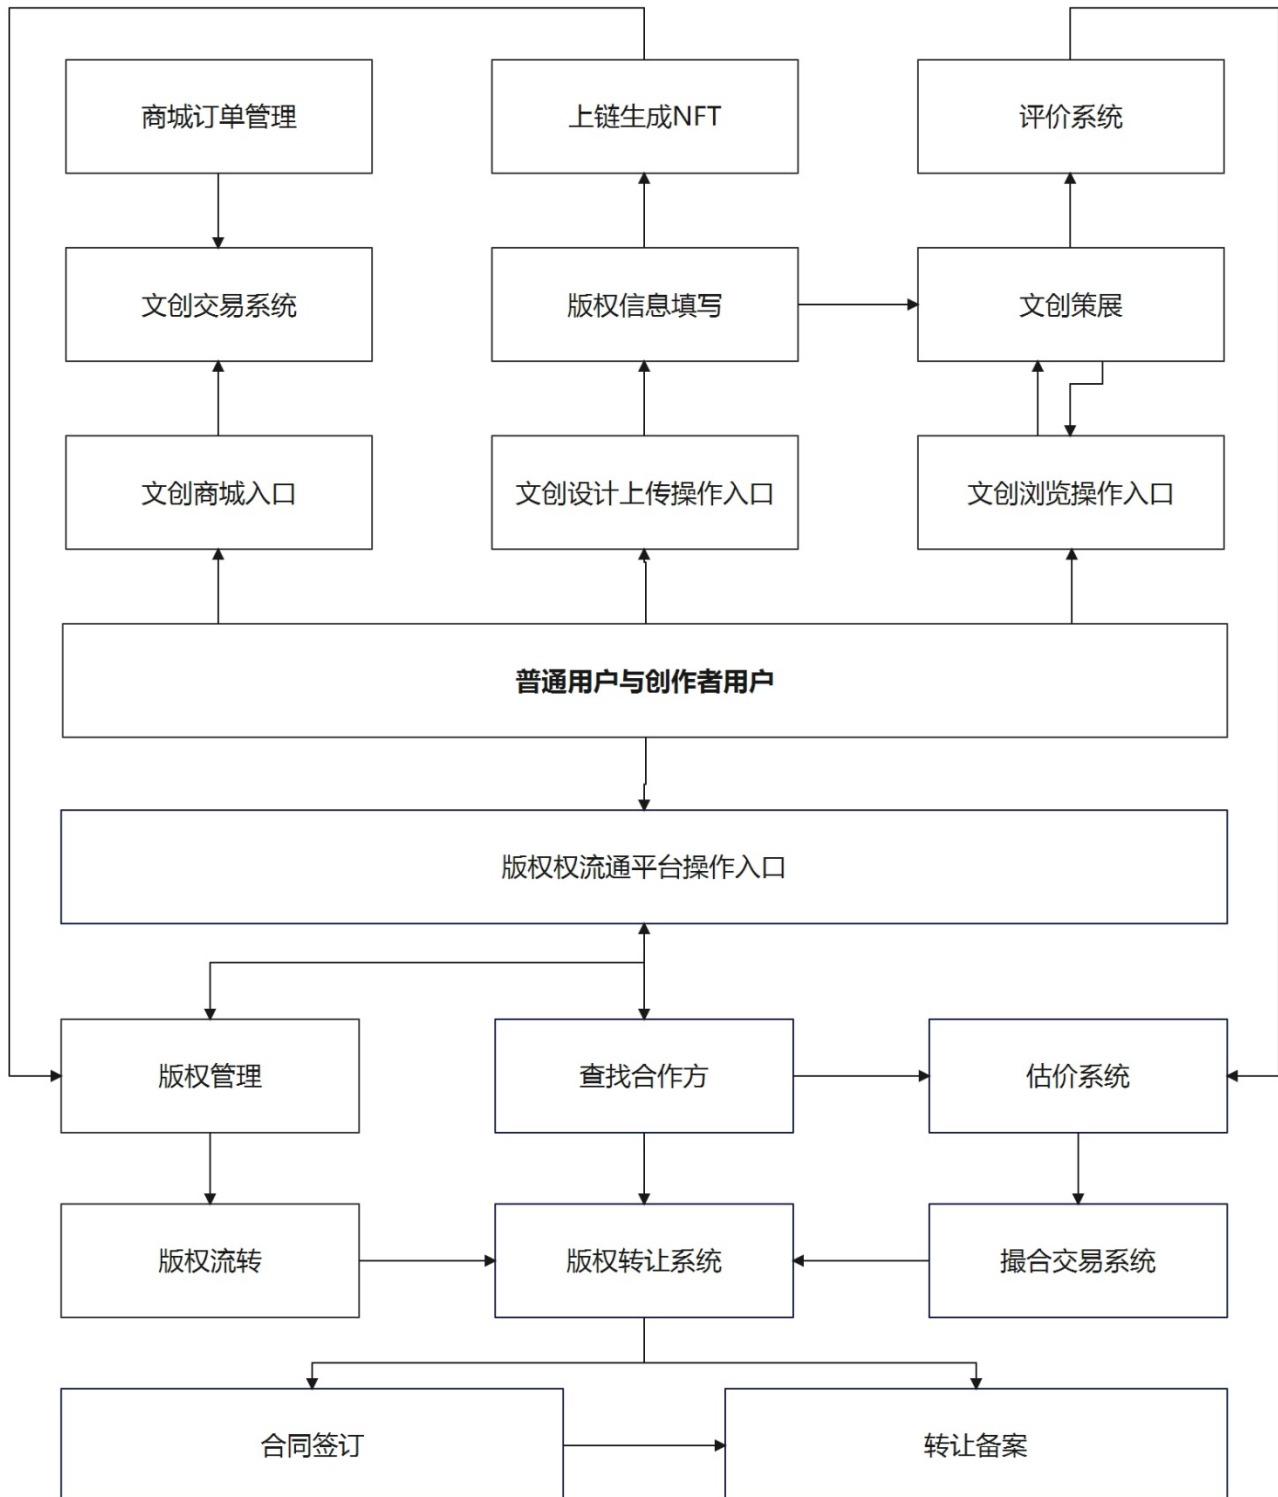 商城订单管理
上链生成NFT
评价系统
文创交易系统
版权信息填写
文创策展
文创商城入口
文创设计上传操作入口
文创浏览操作入口
普通用户与创作者用户
版权权流通平台操作入口
版权管理
查找合作方
估价系统
版权流转
版权转让系统
撮合交易系统
合同签订
转让备案